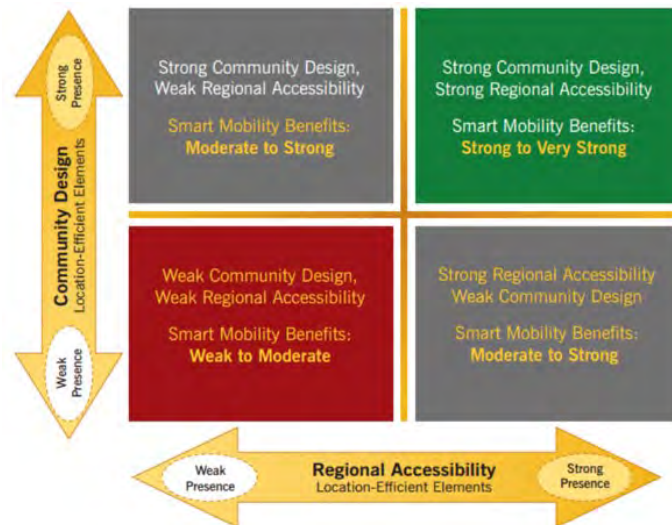 Strong
Presence
Community Design
Location-Efficient Elements
Weak
Presence
Strong Community Design,
Weak Regional Accessibility
Smart Mobility Benefits:
Moderate to Strong
Strong Community Design,
Strong Regional Accessibility
Smart Mobility Benefits:
Strong to Very Strong
Weak Community Design,
Weak Regional Accessibility
Smart Mobility Benefits:
Weak to Moderate
Strong Regional Accessibility
Weak Community Design
Smart Mobility Benefits:
Moderate to Strong
Weak
Presence
Regional Accessibility
Location-Efficient Elements
Strong
Presence